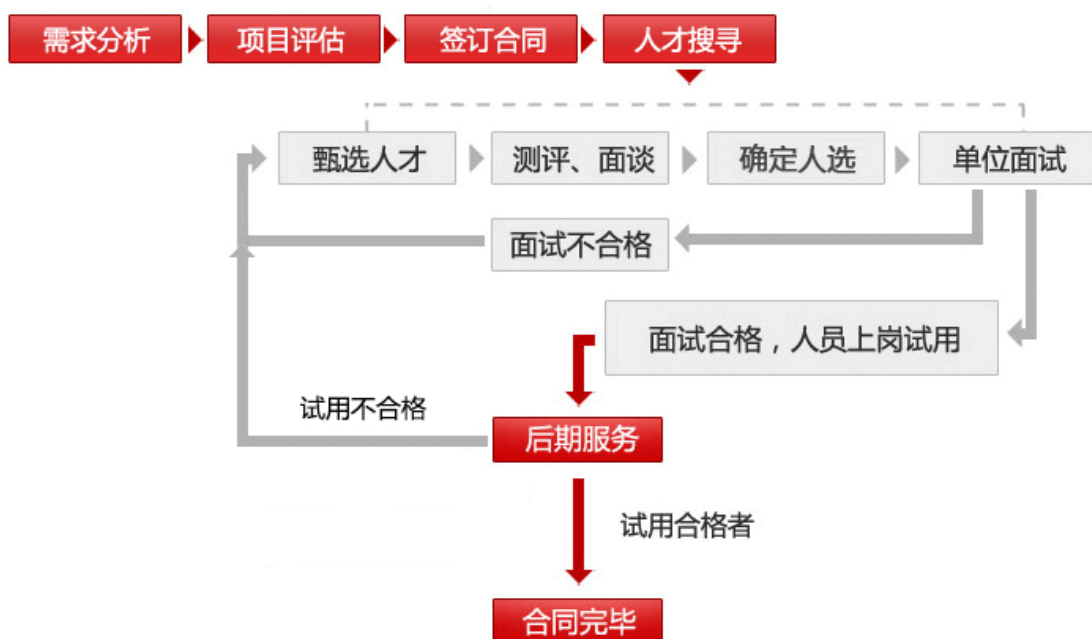 需求分析
项目评估
签订合同
人才搜寻
甄选人才
测评、面谈
确定人选
单位面试
面试不合格
面试合格，人员上岗试用
试用不合格
后期服务
试用合格者
合同完毕